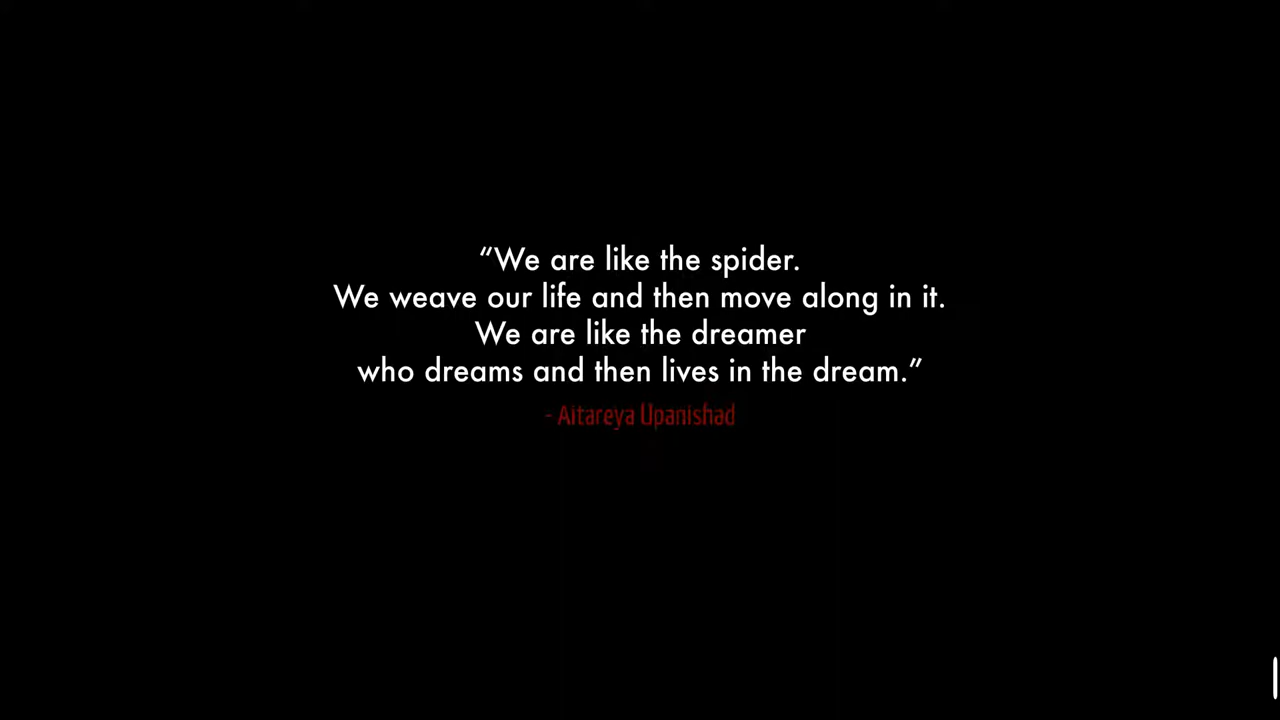 “We are like the spider.
We weave our life and then move along in it.
We are like the dreamer
who dreams and then lives in the dream.”
- Aitareya Upanishad